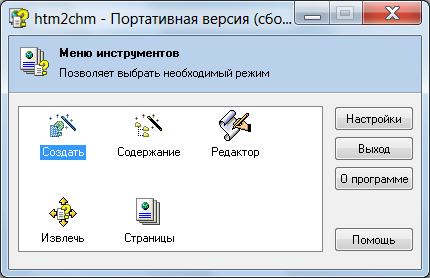 htm2chm - Портативная версия (сбо...
Меню инструментов
Позволяет выбрать необходимый режим
Создать
Содержание
Редактор
Извлечь
Страницы
Настройки
Выход
О программе
Помощь